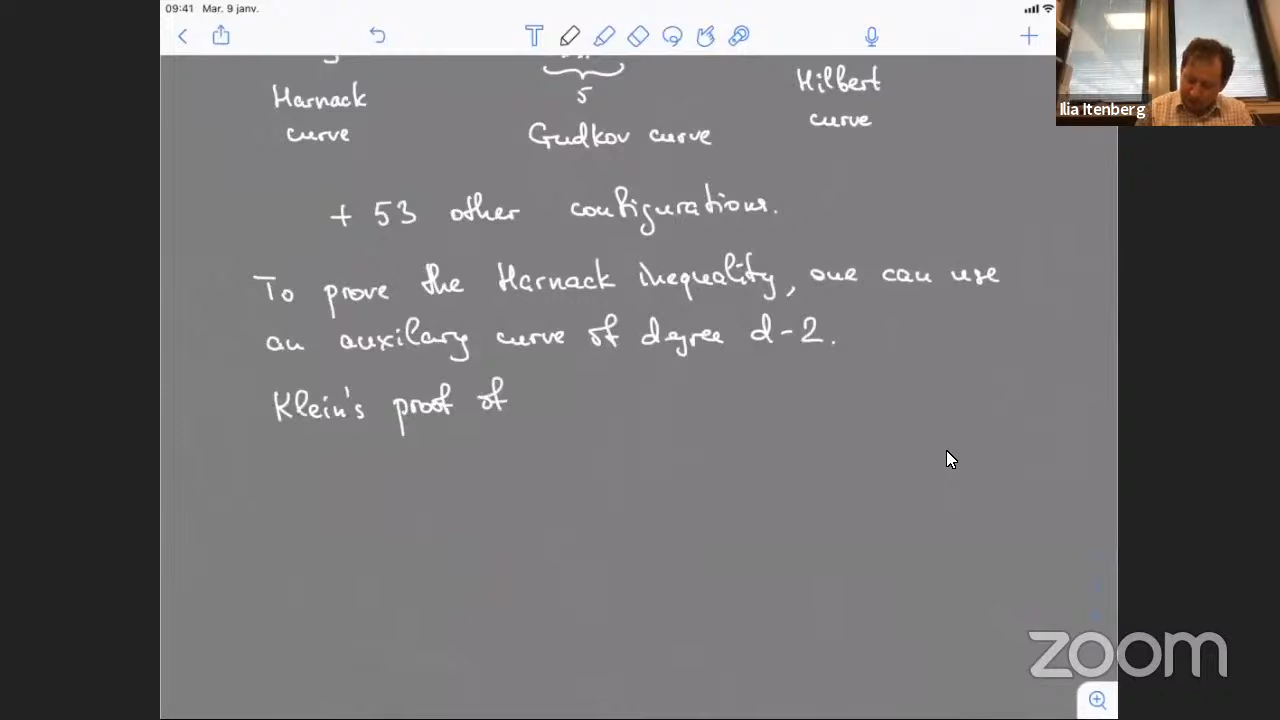 09:41 Mar. 9 janv.
T
Ilia Itenberg
Harnack
curve
5
Gudkov curve
Hilbert
curve
+ 53 other configurations.
To prove the Harnack inequality, one can use
an auxilary curve of degree d-2.
Klein's proof of
zoom